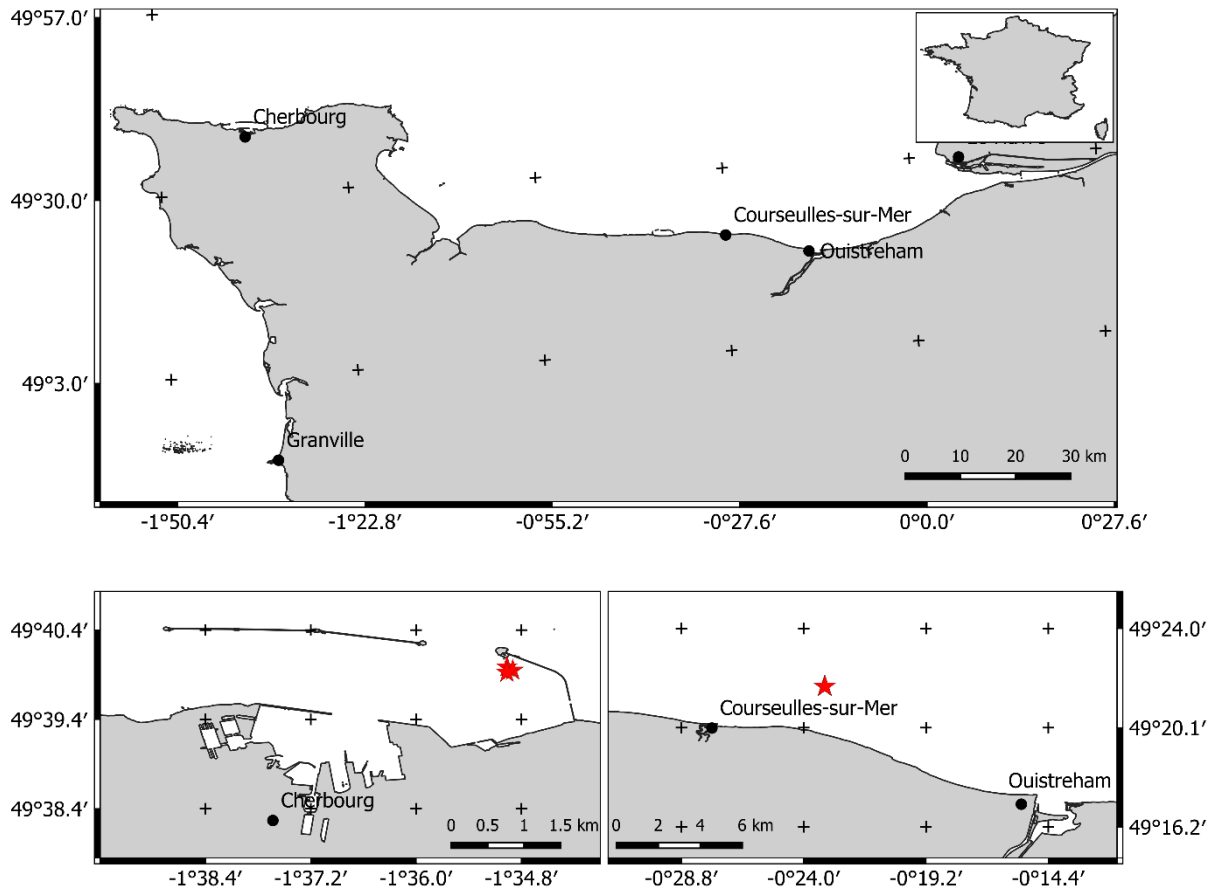 49°57.0′
Cherbourg
49°30.0′
Courseulles-sur-Mer
Ouistreham
49°3.0′
Granville
0 10 20 30 km
-1°50.4′ -1°22.8′ -0°55.2′ -0°27.6′ 0°0.0′ 0°27.6′
49°40.4′
49°24.0′
49°39.4′
Courseulles-sur-Mer
49°20.1′
Ouistreham
49°38.4′
Cherbourg
0 0.5 1 1.5 km
0 2 4 6 km
49°16.2′
-1°38.4′ -1°37.2′ -1°36.0′ -1°34.8′
-0°28.8′ -0°24.0′ -0°19.2′ -0°14.4′